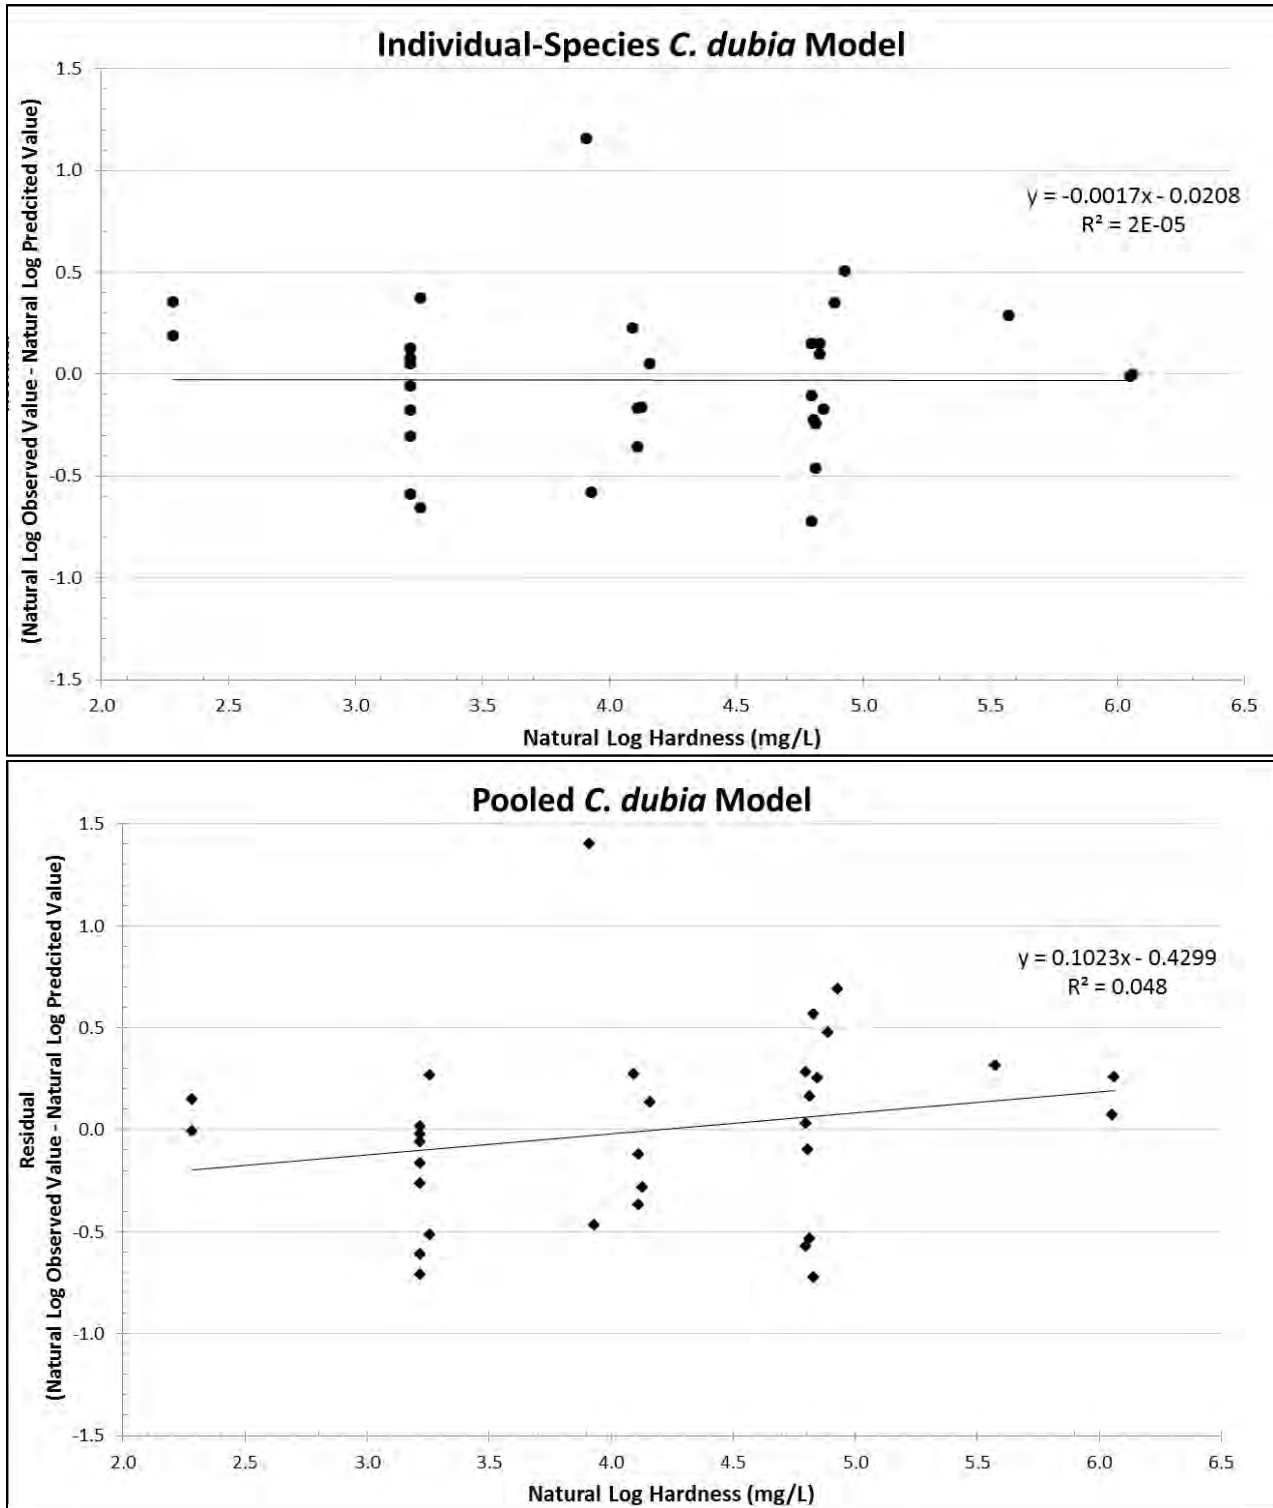 Individual-Species C. dubia Model
(Natural Log Observed Value - Natural Log Predcited Value)
1.5
1.0
0.5
0.0
-0.5
-1.0
-1.5
y = -0.0017x - 0.0208
R² = 2E-05
2.0 2.5 3.0 3.5 4.0 4.5 5.0 5.5 6.0 6.5
Natural Log Hardness (mg/L)
Pooled C. dubia Model
Residual
(Natural Log Observed Value - Natural Log Predcited Value)
1.5
1.0
0.5
0.0
-0.5
-1.0
-1.5
y = 0.1023x - 0.4299
R² = 0.048
2.0 2.5 3.0 3.5 4.0 4.5 5.0 5.5 6.0 6.5
Natural Log Hardness (mg/L)